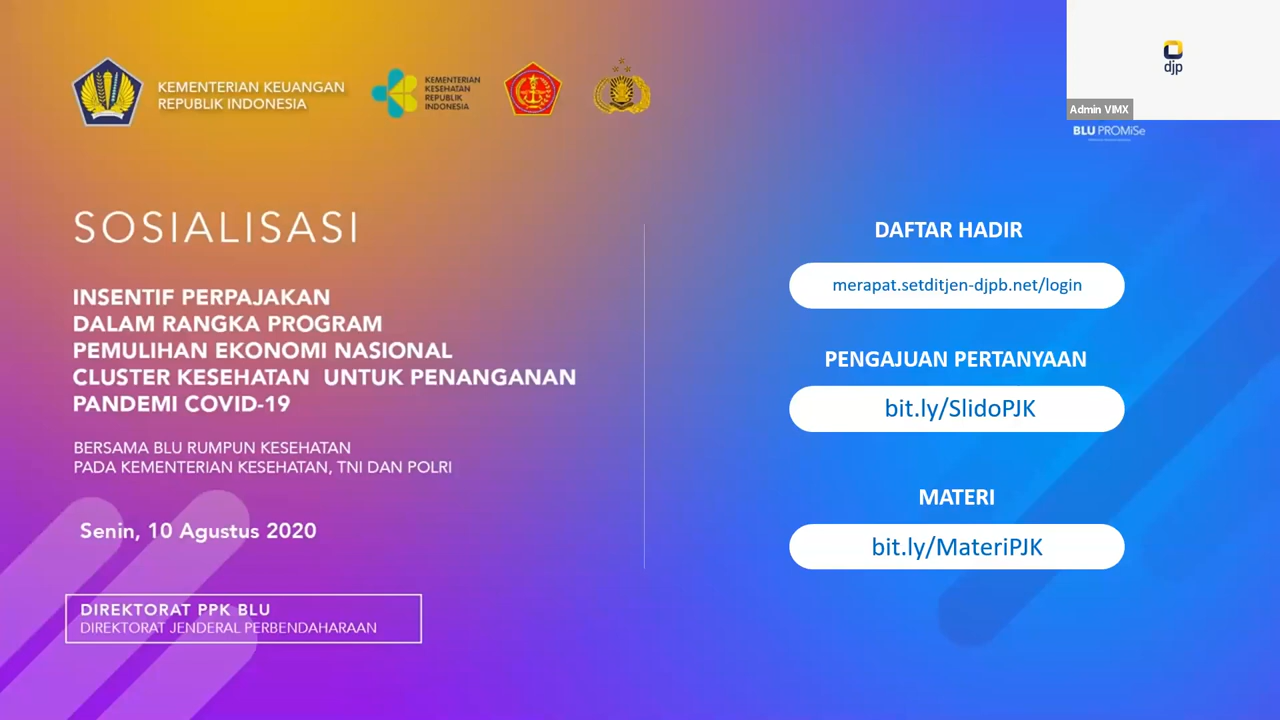 KEMENTERIAN KEUANGAN
REPUBLIK INDONESIA
KEMENTERIAN
KESEHATAN
REPUBLIK
INDONESIA
djp
Admin VIMX
BLU PROMiSe
SOSIALISASI
INSENTIF PERPAJAKAN
DALAM RANGKA PROGRAM
PEMULIHAN EKONOMI NASIONAL
CLUSTER KESEHATAN UNTUK PENANGANAN
PANDEMI COVID-19
BERSAMA BLU RUMPUN KESEHATAN
PADA KEMENTERIAN KESEHATAN, TNI DAN POLRI
Senin, 10 Agustus 2020
DIREKTORAT PPK BLU
DIREKTORAT JENDERAL PERBENDAHARAAN
DAFTAR HADIR
merapat.setditjen-djpb.net/login
PENGAJUAN PERTANYAAN
bit.ly/SlidoPJK
MATERI
bit.ly/MateriPJK